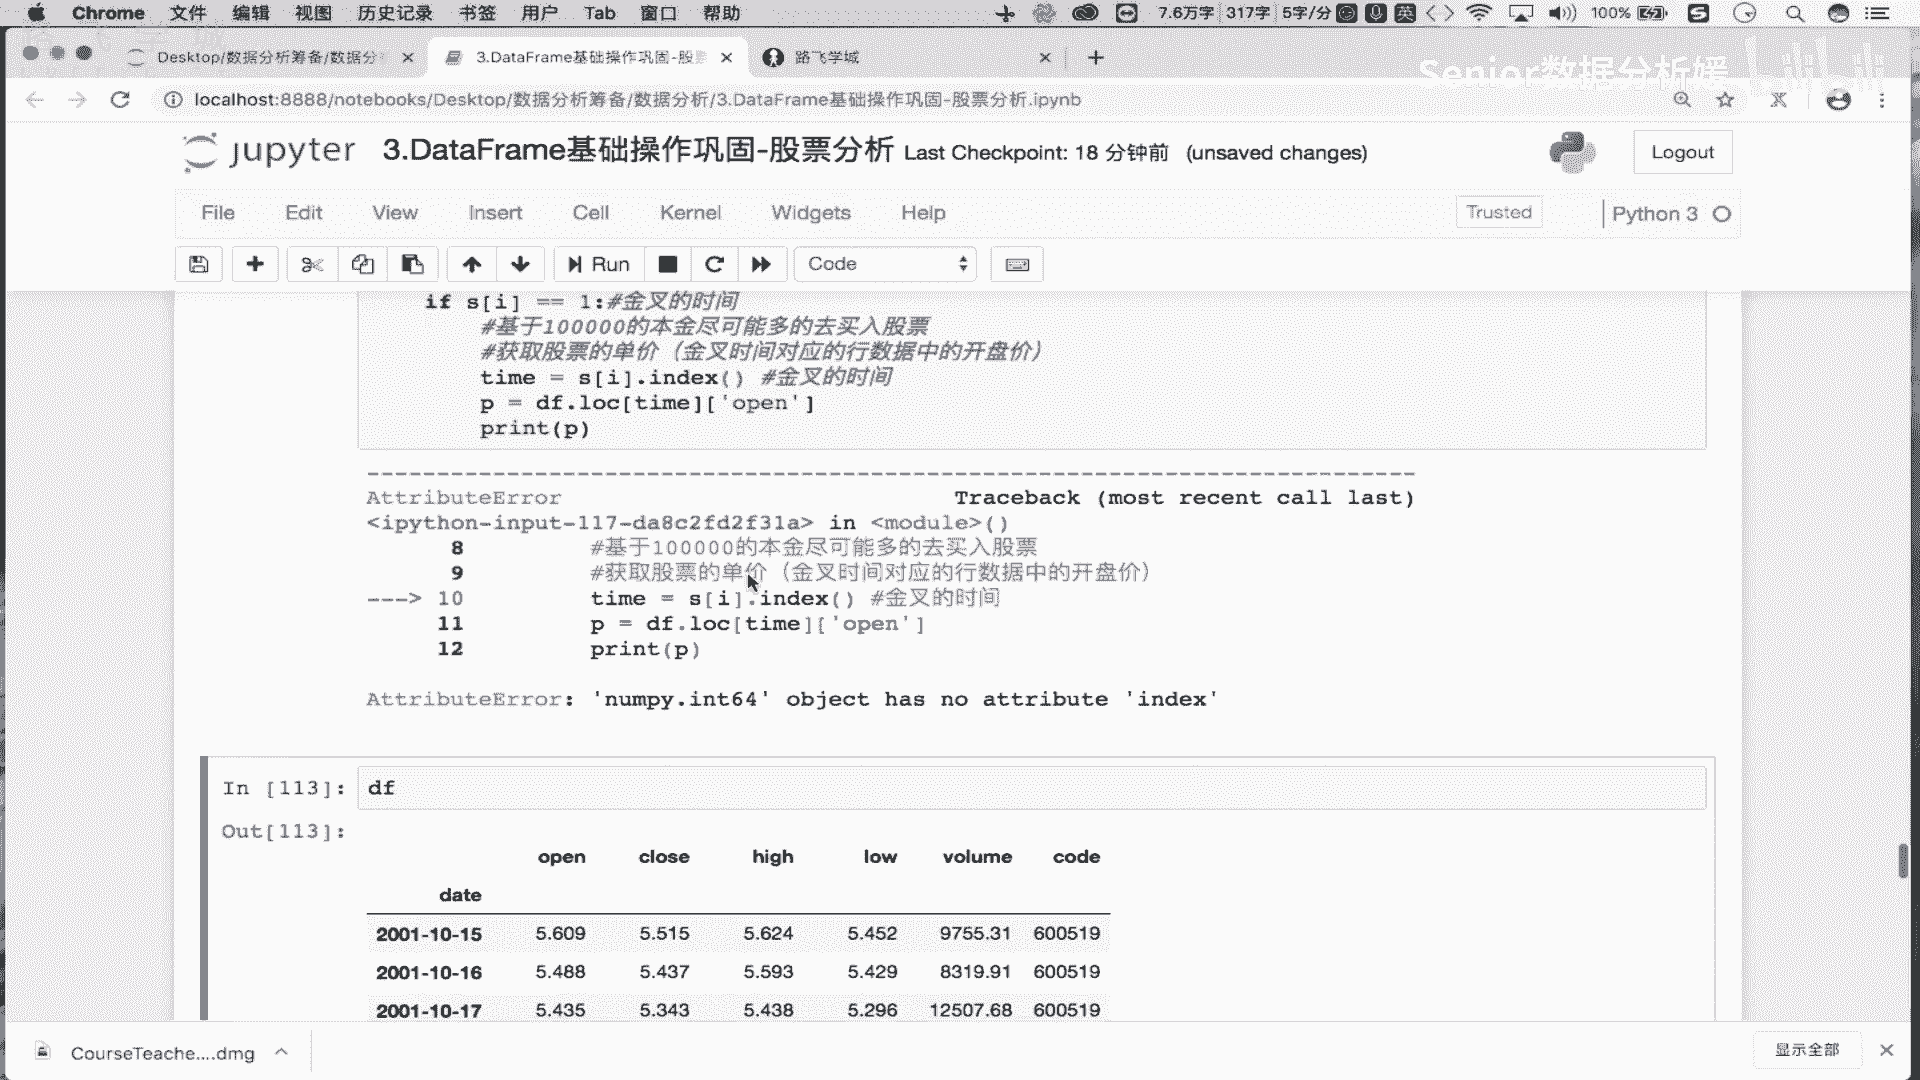 Chrome 文件 编辑 视图 历史记录 书签 用户 Tab 窗口 帮助 7.6万字 317字 5字/分 英 100%
Desktop/数据分析筹备/数据分 3.DataFrame基础操作巩固-股 路飞学城
Senior数据分析媛
localhost:8888/notebooks/Desktop/数据分析筹备/数据分析/3.DataFrame基础操作巩固-股票分析.ipynb
jupyter 3.DataFrame基础操作巩固-股票分析 Last Checkpoint: 18 分钟前 (unsaved changes) Logout
File Edit View Insert Cell Kernel Widgets Help Trusted Python 3
Run Code
if s[i] == 1:#金叉的时间
#基于100000的本金尽可能多的去买入股票
#获取股票的单价（金叉时间对应的行数据中的开盘价）
time = s[i].index() #金叉的时间
p = df.loc[time]['open']
print(p)
---------------------------------------------------------------------------
AttributeError Traceback (most recent call last)
<ipython-input-117-da8c2fd2f31a> in <module>()
8 #基于100000的本金尽可能多的去买入股票
9 #获取股票的单价（金叉时间对应的行数据中的开盘价）
---> 10 time = s[i].index() #金叉的时间
11 p = df.loc[time]['open']
12 print(p)
AttributeError: 'numpy.int64' object has no attribute 'index'
In [113]: df
Out[113]:
open close high low volume code
date
2001-10-15 5.609 5.515 5.624 5.452 9755.31 600519
2001-10-16 5.488 5.437 5.593 5.429 8319.91 600519
2001-10-17 5.435 5.343 5.438 5.296 12507.68 600519
CourseTeache....dmg 显示全部